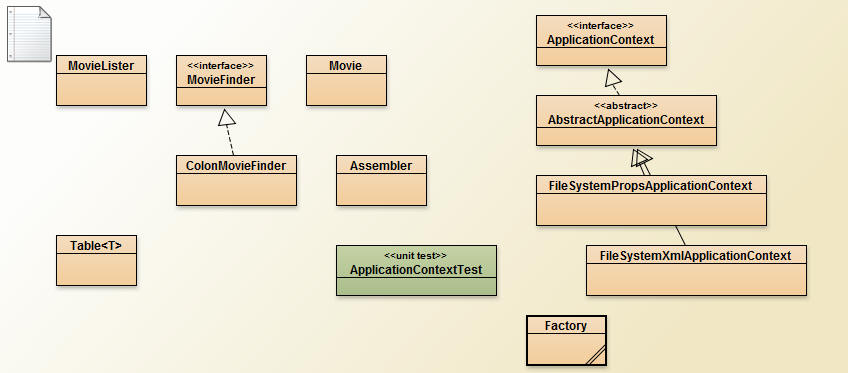 <<interface>>
ApplicationContext
MovieLister
<<interface>>
MovieFinder
Movie
<<abstract>>
AbstractApplicationContext
ColonMovieFinder
Assembler
FileSystemPropsApplicationContext
Table<T>
<<unit test>>
ApplicationContextTest
FileSystemXmlApplicationContext
Factory